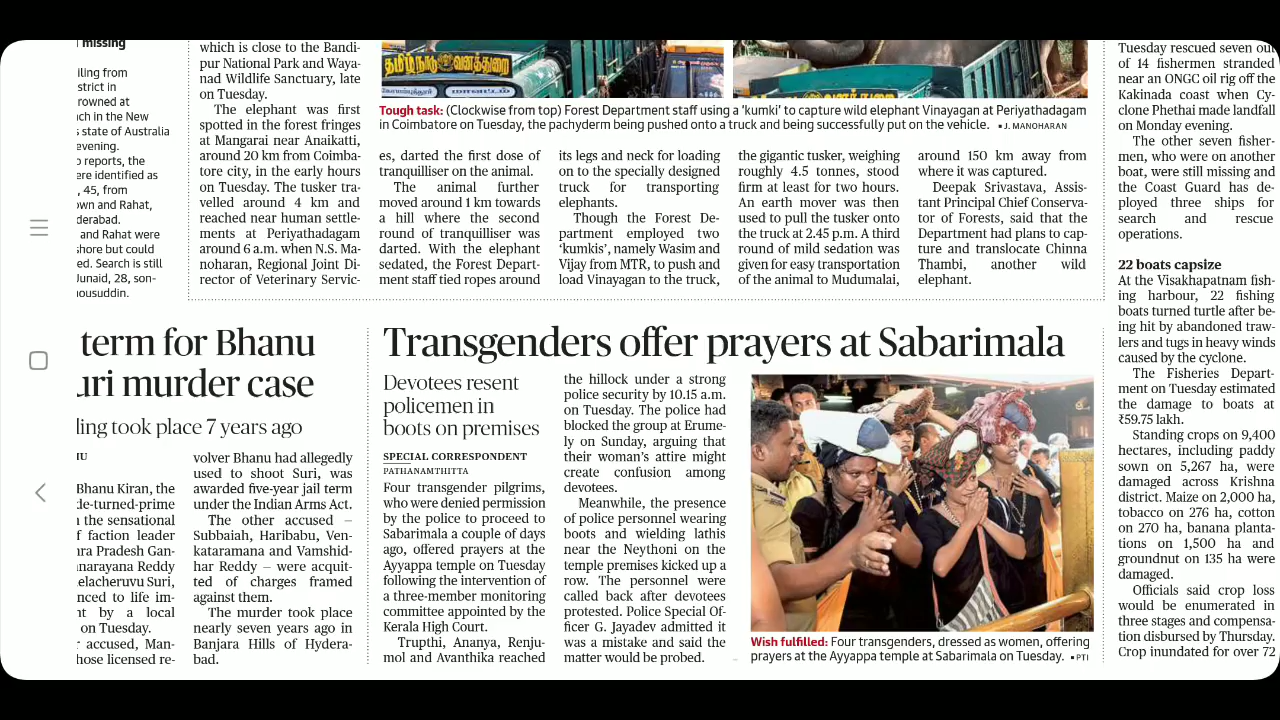 missing
iling from
strict in
rowned at
ach in the New
s state of Australia
evening.
o reports, the
ere identified as
, 45, from
own and Rahat,
derabad.
and Rahat were
shore but could
ed. Search is still
Junaid, 28, son-
housuddin.
which is close to the Bandi-
pur National Park and Waya-
nad Wildlife Sanctuary, late
on Tuesday.
The elephant was first
spotted in the forest fringes
at Mangarai near Anaikatti,
around 20 km from Coimba-
tore city, in the early hours
on Tuesday. The tusker tra-
velled around 4 km and
reached near human settle-
ments at Periyathadagam
around 6 a.m. when N.S. Ma-
noharan, Regional Joint Di-
rector of Veterinary Servic-
தமிழ்நாடு வனத்துறை
Tough task: (Clockwise from top) Forest Department staff using a 'kumki' to capture wild elephant Vinayagan at Periyathadagam
in Coimbatore on Tuesday, the pachyderm being pushed onto a truck and being successfully put on the vehicle. ▪ J. MANOHARAN
es, darted the first dose of
tranquilliser on the animal.
The animal further
moved around 1 km towards
a hill where the second
round of tranquilliser was
darted. With the elephant
sedated, the Forest Depart-
ment staff tied ropes around
its legs and neck for loading
on to the specially designed
truck for transporting
elephants.
Though the Forest De-
partment employed two
‘kumkis’, namely Wasim and
Vijay from MTR, to push and
load Vinayagan to the truck,
the gigantic tusker, weighing
roughly 4.5 tonnes, stood
firm at least for two hours.
An earth mover was then
used to pull the tusker onto
the truck at 2.45 p.m. A third
round of mild sedation was
given for easy transportation
of the animal to Mudumalai,
around 150 km away from
where it was captured.
Deepak Srivastava, Assis-
tant Principal Chief Conserva-
tor of Forests, said that the
Department had plans to cap-
ture and translocate Chinna
Thambi, another wild
elephant.
Tuesday rescued seven out
of 14 fishermen stranded
near an ONGC oil rig off the
Kakinada coast when Cy-
clone Phethai made landfall
on Monday evening.
The other seven fisher-
men, who were on another
boat, were still missing and
the Coast Guard has de-
ployed three ships for
search and rescue
operations.
22 boats capsize
At the Visakhapatnam fish-
ing harbour, 22 fishing
boats turned turtle after be-
ing hit by abandoned traw-
lers and tugs in heavy winds
caused by the cyclone.
The Fisheries Depart-
ment on Tuesday estimated
the damage to boats at
₹59.75 lakh.
Standing crops on 9,400
hectares, including paddy
sown on 5,267 ha, were
damaged across Krishna
district. Maize on 2,000 ha,
tobacco on 276 ha, cotton
on 270 ha, banana planta-
tions on 1,500 ha and
groundnut on 135 ha were
damaged.
Officials said crop loss
would be enumerated in
three stages and compensa-
tion disbursed by Thursday.
Crop inundated for over 72
term for Bhanu
uri murder case
ling took place 7 years ago
Bhanu Kiran, the
de-turned-prime
n the sensational
f faction leader
hra Pradesh Gan-
nanarayana Reddy
elacheruvu Suri,
nced to life im-
nt by a local
on Tuesday.
r accused, Man-
hose licensed re-
volver Bhanu had allegedly
used to shoot Suri, was
awarded five-year jail term
under the Indian Arms Act.
The other accused –
Subbaiah, Haribabu, Ven-
kataramana and Vamshid-
har Reddy – were acquit-
ted of charges framed
against them.
The murder took place
nearly seven years ago in
Banjara Hills of Hydera-
bad.
Transgenders offer prayers at Sabarimala
Devotees resent
policemen in
boots on premises
SPECIAL CORRESPONDENT
PATHANAMTHITTA
Four transgender pilgrims,
who were denied permission
by the police to proceed to
Sabarimala a couple of days
ago, offered prayers at the
Ayyappa temple on Tuesday
following the intervention of
a three-member monitoring
committee appointed by the
Kerala High Court.
Trupthi, Ananya, Renju-
mol and Avanthika reached
the hillock under a strong
police security by 10.15 a.m.
on Tuesday. The police had
blocked the group at Erume-
ly on Sunday, arguing that
their woman's attire might
create confusion among
devotees.
Meanwhile, the presence
of police personnel wearing
boots and wielding lathis
near the Neythoni on the
temple premises kicked up a
row. The personnel were
called back after devotees
protested. Police Special Of-
ficer G. Jayadev admitted it
was a mistake and said the
matter would be probed.
Wish fulfilled: Four transgenders, dressed as women, offering
prayers at the Ayyappa temple at Sabarimala on Tuesday. ▪ PTI